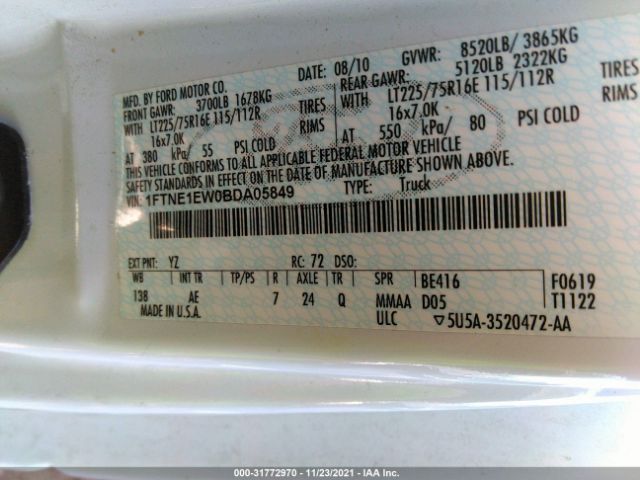 MFD. BY FORD MOTOR CO.
DATE: 08/10 GVWR: 8520LB/ 3865KG
FRONT GAWR: 3700LB 1678KG
REAR GAWR: 5120LB 2322KG
WITH LT225/75R16E 115/112R TIRES
WITH LT225/75R16E 115/112R TIRES
16x7.0K RIMS
16x7.0K RIMS
AT 380 kPa/ 55 PSI COLD
AT 550 kPa/ 80 PSI COLD
THIS VEHICLE CONFORMS TO ALL APPLICABLE FEDERAL MOTOR VEHICLE
SAFETY STANDARDS IN EFFECT ON THE DATE OF MANUFACTURE SHOWN ABOVE.
VIN: 1FTNE1EW0BDA05849 TYPE: Truck
EXT PNT: YZ RC: 72 DSO:
WB INT TR TP/PS R AXLE TR SPR BE416 F0619
138 AE 7 24 Q MMAA D05 T1122
MADE IN U.S.A. ULC ▽5U5A-3520472-AA
000-31772970 - 11/23/2021 - IAA Inc.